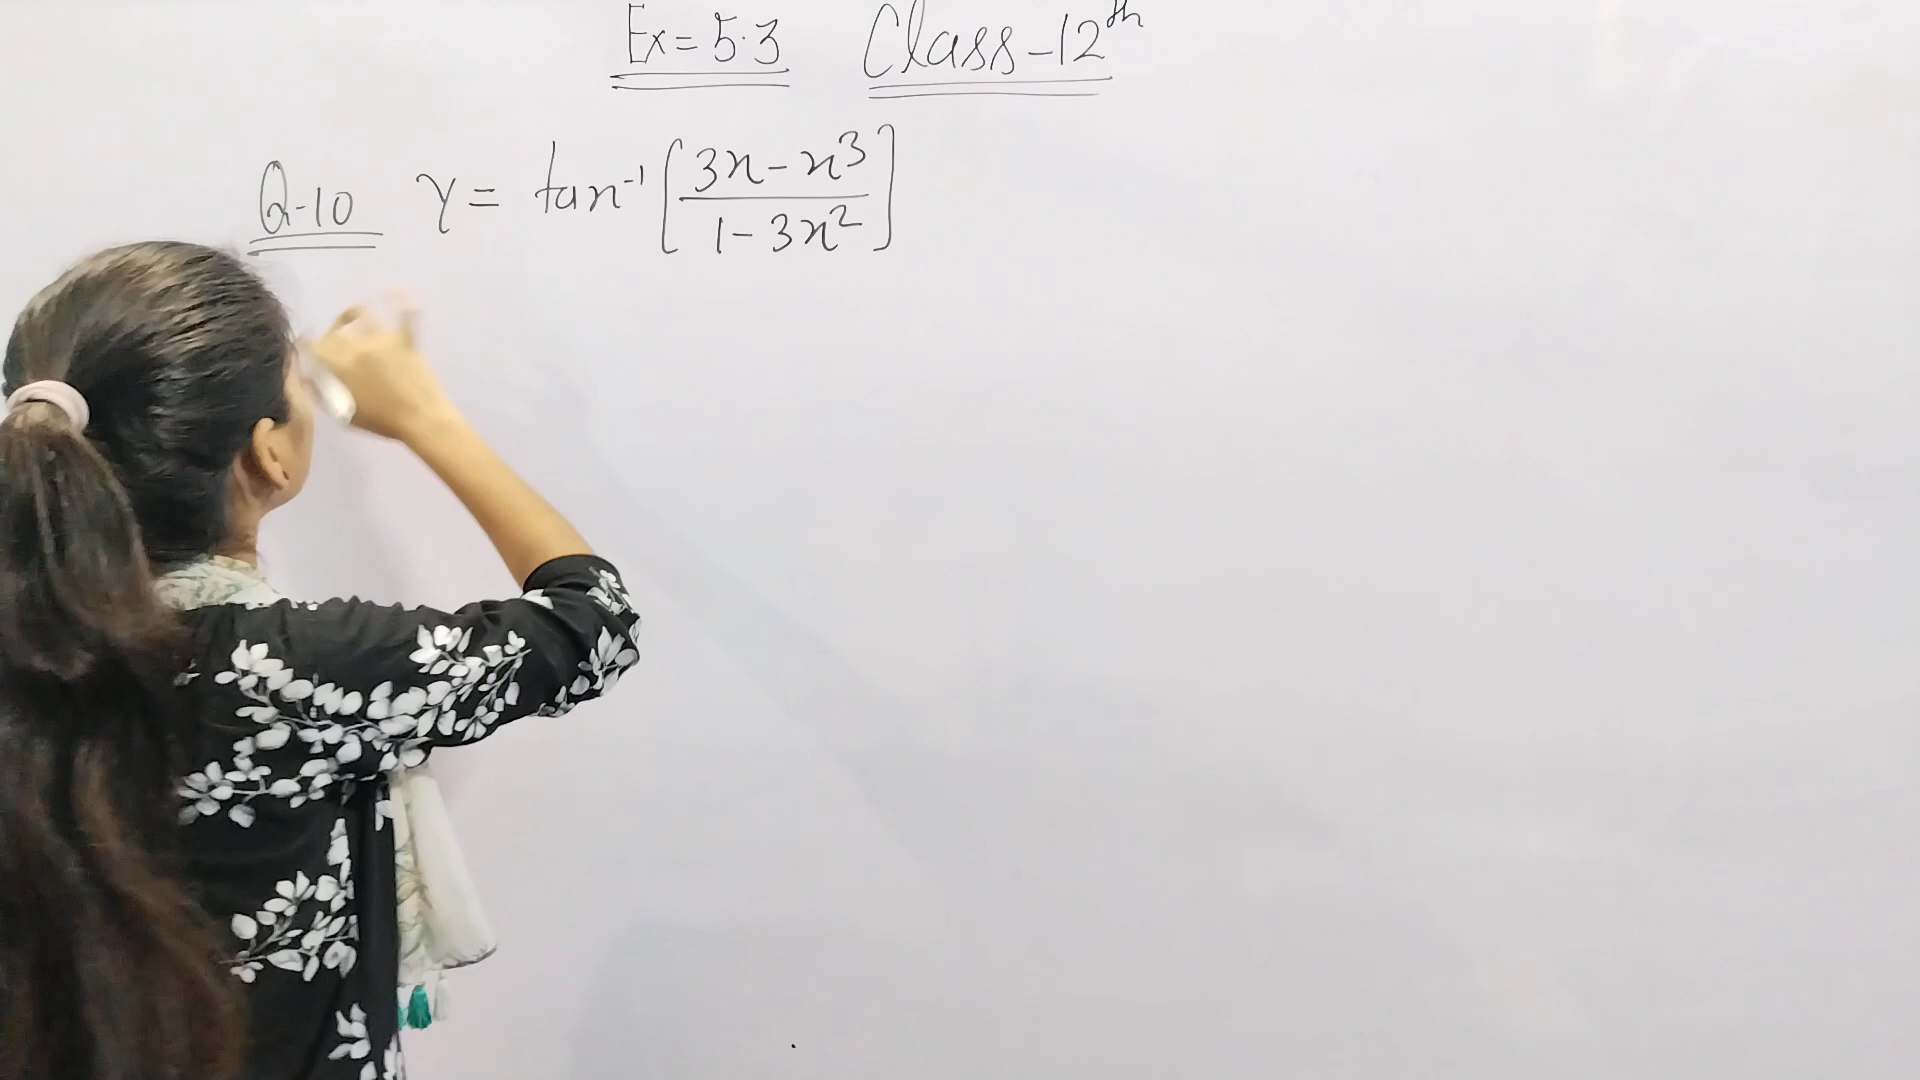 Ex = 5.3 Class-12th
Q-10 y = tan⁻¹ [(3x - x³)/(1 - 3x²)]